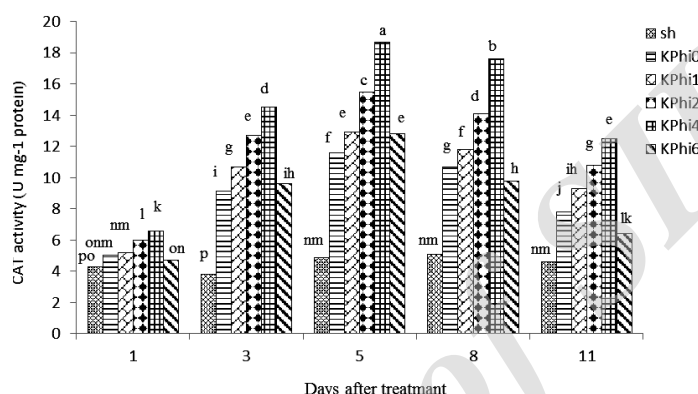 20
18
16
14
12
10
8
6
4
2
0
CAT activity (U mg-1 protein)
po onm nm l k on
p i g e d ih
nm f e c a e
nm g f d b h
nm j ih g e lk
1 3 5 8 11
Days after treatmant
sh
KPhi0
KPhi1
KPhi2
KPhi4
KPhi6